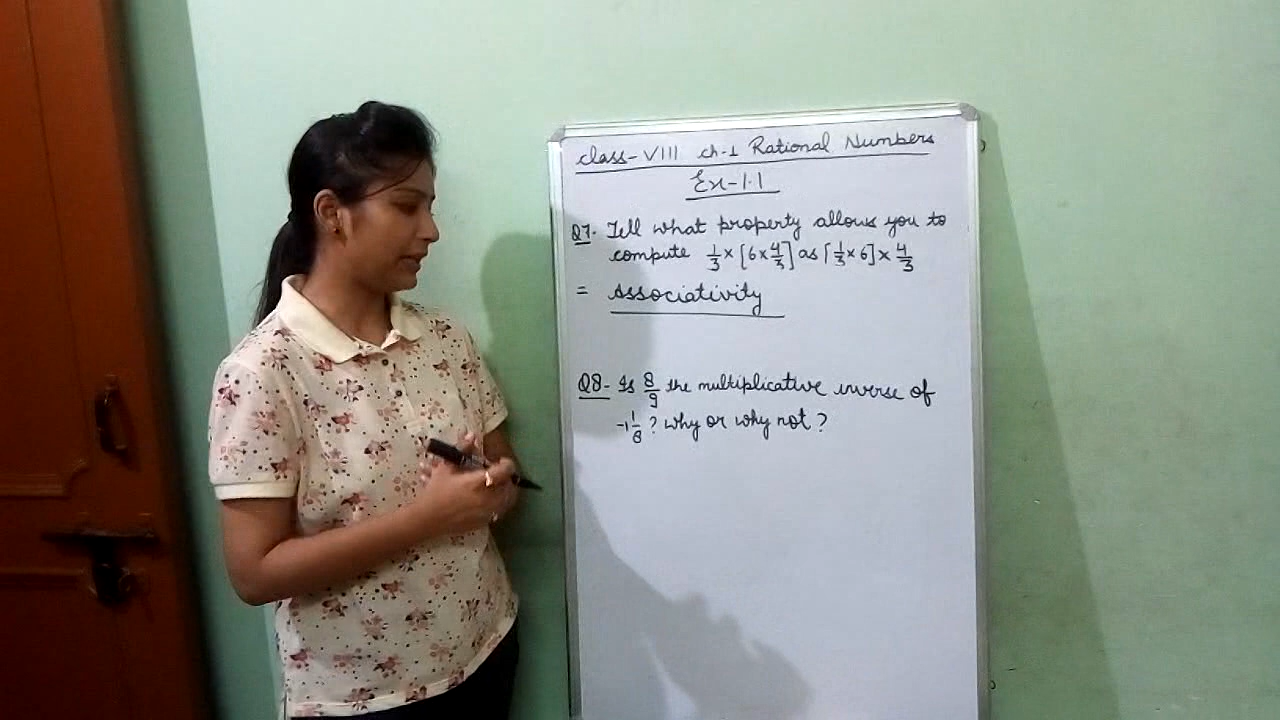 class-VIII ch-1 Rational Numbers
Ex-1.1
Q7- Tell what property allows you to
compute 1/3 × [6 × 4/3] as [1/3 × 6] × 4/3
= Associativity
Q8- Is 8/9 the multiplicative inverse of
-1 1/8 ? why or why not ?